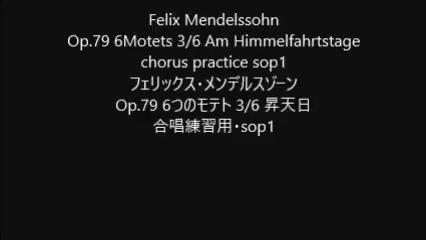 Felix Mendelssohn
Op.79 6Motets 3/6 Am Himmelfahrtstage
chorus practice sop1
フェリックス・メンデルスゾーン
Op.79 6つのモテト 3/6 昇天日
合唱練習用・sop1